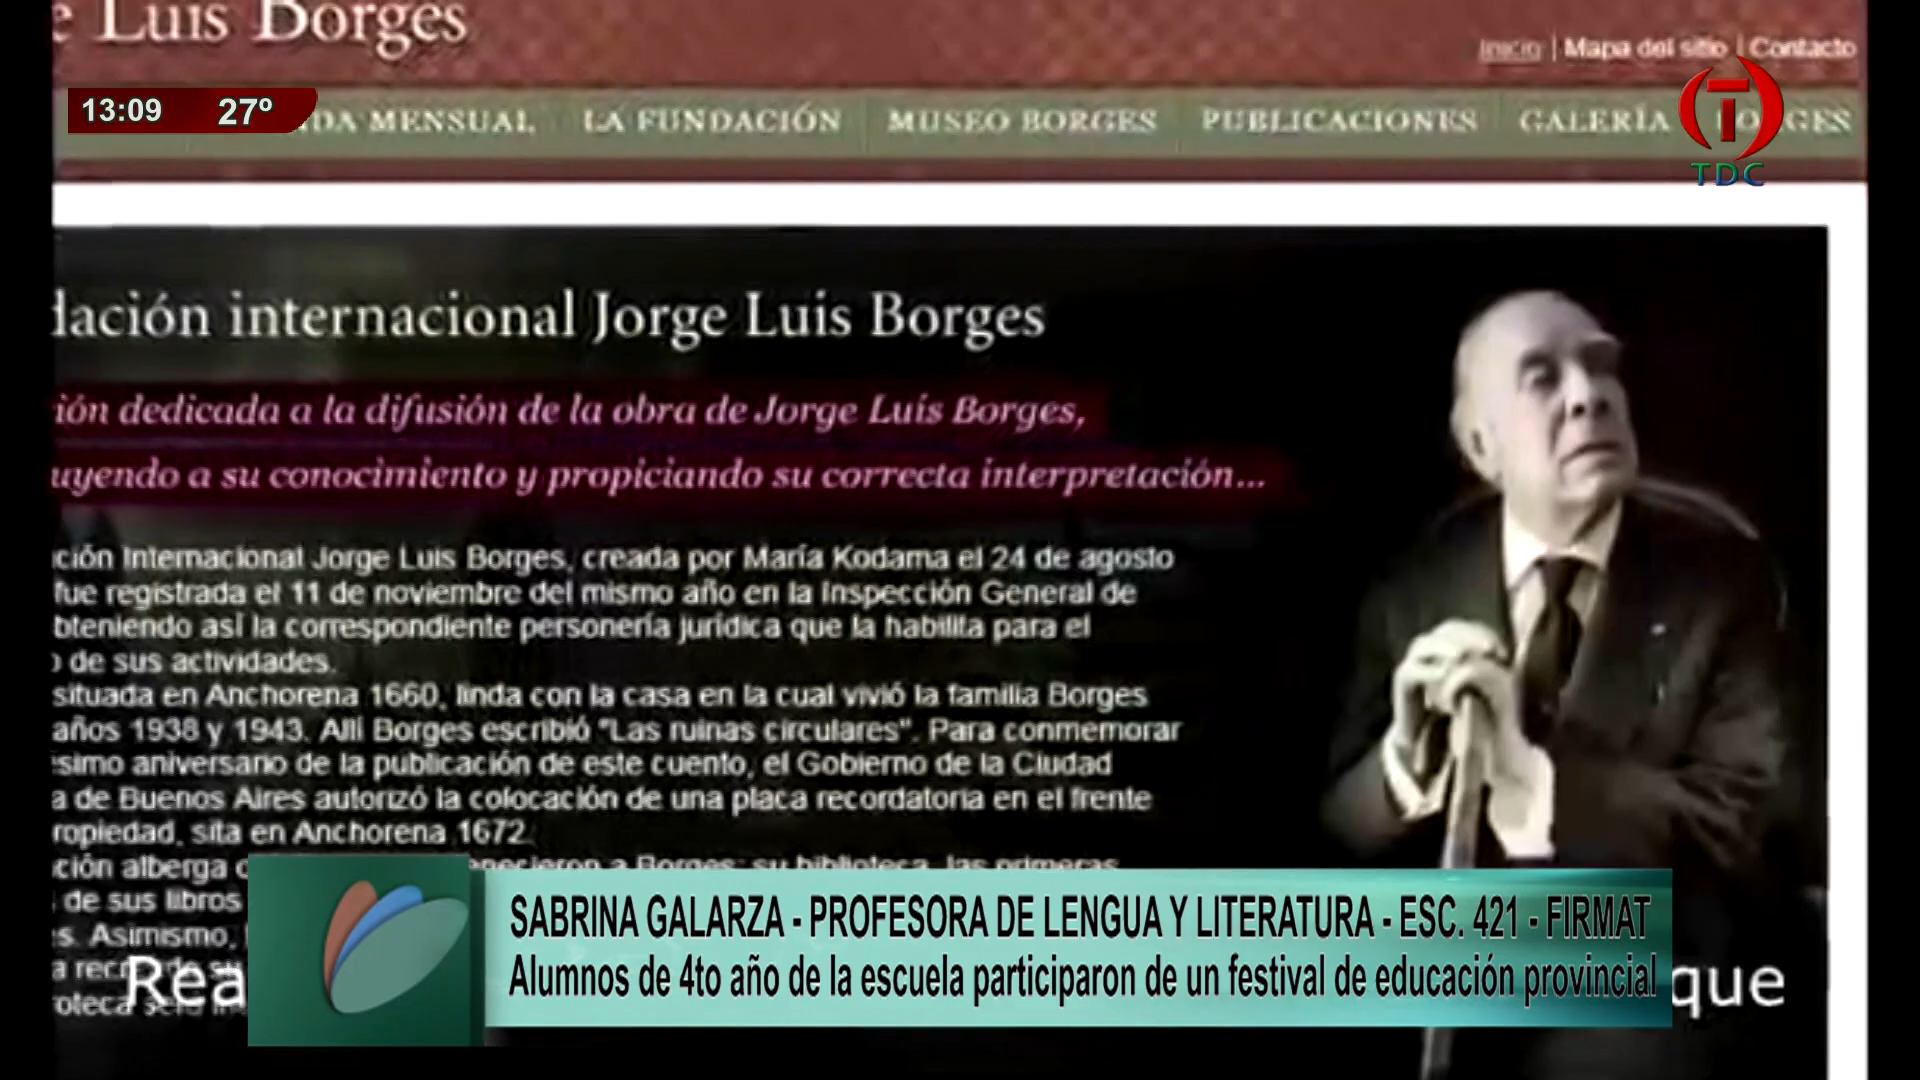 e Luis Borges
Inicio | Mapa del sitio | Contacto
13:09 27º
DA MENSUAL LA FUNDACIÓN MUSEO BORGES PUBLICACIONES GALERÍA
TDC
dación internacional Jorge Luis Borges
ión dedicada a la difusión de la obra de Jorge Luis Borges,
uyendo a su conocimiento y propiciando su correcta interpretación...
ción Internacional Jorge Luis Borges, creada por María Kodama el 24 de agosto
fue registrada el 11 de noviembre del mismo año en la Inspección General de
bteniendo así la correspondiente personería jurídica que la habilita para el
o de sus actividades.
situada en Anchorena 1660, linda con la casa en la cual vivió la familia Borges
años 1938 y 1943. Allí Borges escribió "Las ruinas circulares". Para conmemorar
simo aniversario de la publicación de este cuento, el Gobierno de la Ciudad
a de Buenos Aires autorizó la colocación de una placa recordatoria en el frente
ropiedad, sita en Anchorena 1672.
ción alberga a Borges: su biblioteca, las primeras
de sus libros
s. Asimismo,
Rea que
SABRINA GALARZA - PROFESORA DE LENGUA Y LITERATURA - ESC. 421 - FIRMAT
Alumnos de 4to año de la escuela participaron de un festival de educación provincial